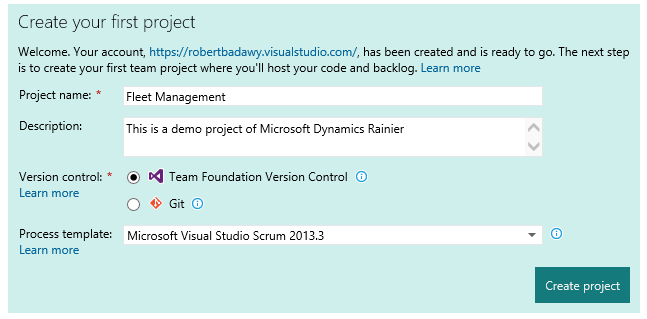 Create your first project
Welcome. Your account, https://robertbadawy.visualstudio.com/, has been created and is ready to go. The next step
is to create your first team project where you'll host your code and backlog. Learn more
Project name: * Fleet Management
Description: This is a demo project of Microsoft Dynamics Rainier
Version control: * Team Foundation Version Control
Learn more
Git
Process template: Microsoft Visual Studio Scrum 2013.3
Learn more
Create project